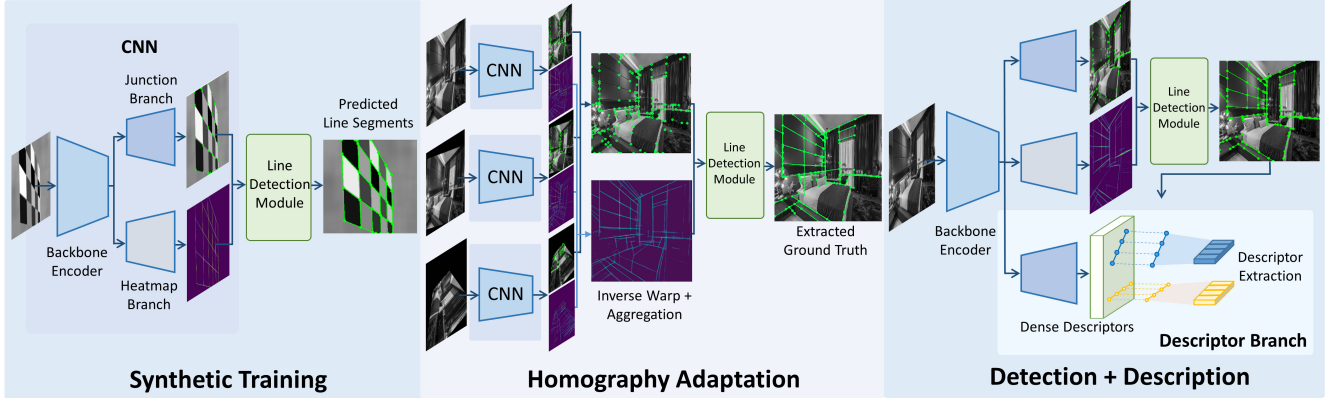 CNN
Junction
Branch
Backbone
Encoder
Heatmap
Branch
Line
Detection
Module
Predicted
Line Segments
Synthetic Training
CNN
CNN
CNN
Inverse Warp +
Aggregation
Line
Detection
Module
Extracted
Ground Truth
Homography Adaptation
Backbone
Encoder
Line
Detection
Module
Dense Descriptors
Descriptor
Extraction
Descriptor Branch
Detection + Description